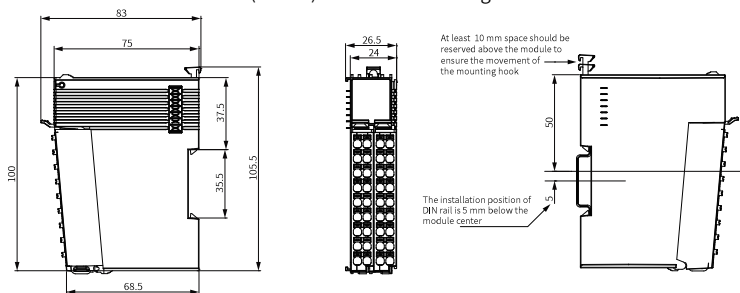 83
75
26.5
24
At least 10 mm space should be
reserved above the module to
ensure the movement of
the mounting hook
100
37.5
35.5
105.5
50
5
The installation position of
DIN rail is 5 mm below the
module center
68.5